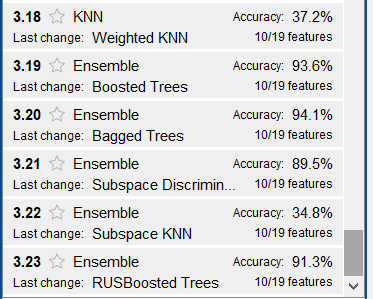 3.18 KNN Accuracy: 37.2%
Last change: Weighted KNN 10/19 features
3.19 Ensemble Accuracy: 93.6%
Last change: Boosted Trees 10/19 features
3.20 Ensemble Accuracy: 94.1%
Last change: Bagged Trees 10/19 features
3.21 Ensemble Accuracy: 89.5%
Last change: Subspace Discrimin... 10/19 features
3.22 Ensemble Accuracy: 34.8%
Last change: Subspace KNN 10/19 features
3.23 Ensemble Accuracy: 91.3%
Last change: RUSBoosted Trees 10/19 features